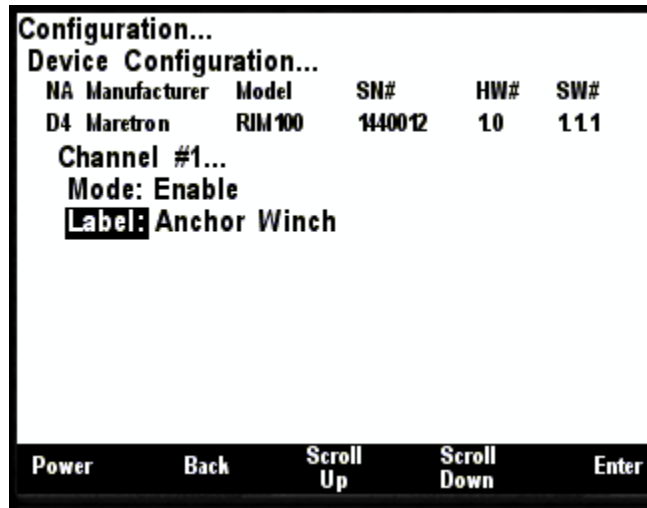 Configuration...
Device Configuration...
NA Manufacturer Model SN# HW# SW#
D4 Maretron RIM100 1440012 1.0 1.1.1
Channel #1...
Mode: Enable
Label: Anchor Winch
Power Back Scroll Up Scroll Down Enter